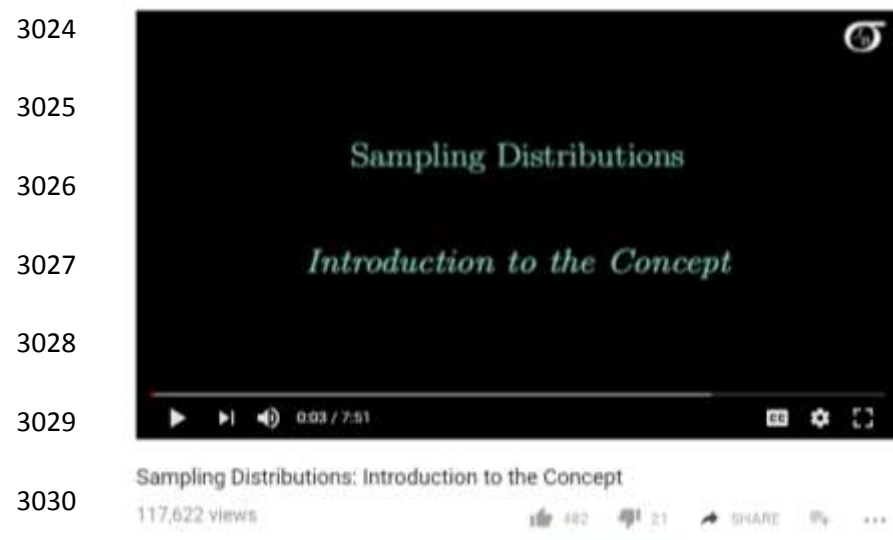 3024
3025
Sampling Distributions
3026
3027
Introduction to the Concept
3028
3029
0:03 / 7:51
CC
Sampling Distributions: Introduction to the Concept
3030
117,622 views
482
21
SHARE